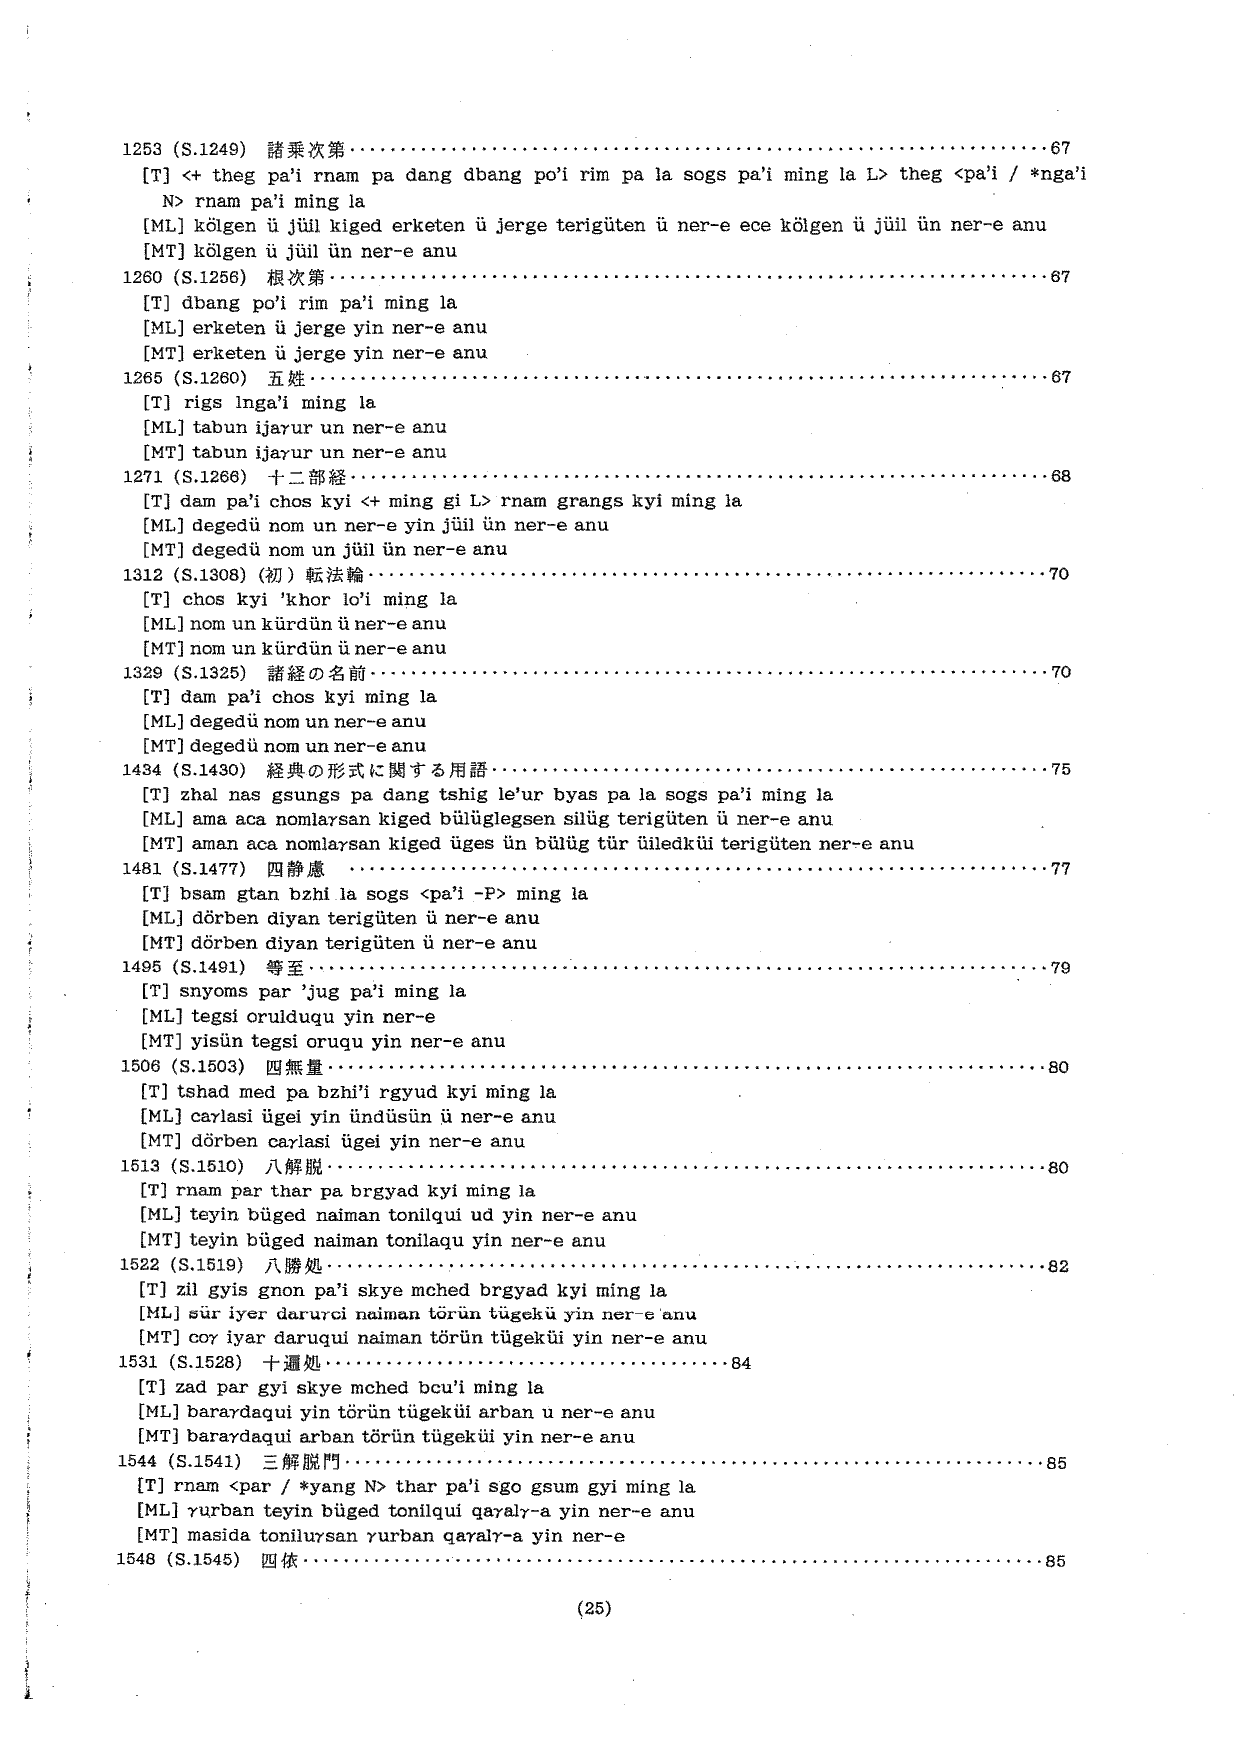 1253 (S.1249) 諸乗次第··········67
[T] <+ theg pa'i rnam pa dang dbang po'i rim pa la sogs pa'i ming la L> theg <pa'i / *nga'i
N> rnam pa'i ming la
[ML] kölgen ü jüil kiged erketen ü jerge terigüten ü ner-e ece kölgen ü jüil ün ner-e anu
[MT] kölgen ü jüil ün ner-e anu
1260 (S.1256) 根次第··········67
[T] dbang po'i rim pa'i ming la
[ML] erketen ü jerge yin ner-e anu
[MT] erketen ü jerge yin ner-e anu
1265 (S.1260) 五姓··········67
[T] rigs lnga'i ming la
[ML] tabun ijaγur un ner-e anu
[MT] tabun ijaγur un ner-e anu
1271 (S.1266) 十二部経··········68
[T] dam pa'i chos kyi <+ ming gi L> rnam grangs kyi ming la
[ML] degedü nom un ner-e yin jüil ün ner-e anu
[MT] degedü nom un jüil ün ner-e anu
1312 (S.1308) (初) 転法輪··········70
[T] chos kyi 'khor lo'i ming la
[ML] nom un kürdün ü ner-e anu
[MT] nom un kürdün ü ner-e anu
1329 (S.1325) 諸経の名前··········70
[T] dam pa'i chos kyi ming la
[ML] degedü nom un ner-e anu
[MT] degedü nom un ner-e anu
1434 (S.1430) 経典の形式に関する用語··········75
[T] zhal nas gsungs pa dang tshig le'ur byas pa la sogs pa'i ming la
[ML] ama aca nomlaγsan kiged bülüglegsen silüg terigüten ü ner-e anu
[MT] aman aca nomlaγsan kiged üges ün bülüg tür üiledküi terigüten ner-e anu
1481 (S.1477) 四静慮 ··········77
[T] bsam gtan bzhi la sogs <pa'i -P> ming la
[ML] dörben diyan terigüten ü ner-e anu
[MT] dörben diyan terigüten ü ner-e anu
1495 (S.1491) 等至··········79
[T] snyoms par 'jug pa'i ming la
[ML] tegsi orulduqu yin ner-e
[MT] yisün tegsi oruqu yin ner-e anu
1506 (S.1503) 四無量··········80
[T] tshad med pa bzhi'i rgyud kyi ming la
[ML] caγlasi ügei yin ündüsün ü ner-e anu
[MT] dörben caγlasi ügei yin ner-e anu
1513 (S.1510) 八解脱··········80
[T] rnam par thar pa brgyad kyi ming la
[ML] teyin büged naiman tonilqui ud yin ner-e anu
[MT] teyin büged naiman tonilaqu yin ner-e anu
1522 (S.1519) 八勝処··········82
[T] zil gyis gnon pa'i skye mched brgyad kyi ming la
[ML] sür iyer daruγci naiman törün tügekü yin ner-e anu
[MT] coγ iyar daruqui naiman törün tügeküi yin ner-e anu
1531 (S.1528) 十遍処··········84
[T] zad par gyi skye mched bcu'i ming la
[ML] baraγdaqui yin törün tügeküi arban u ner-e anu
[MT] baraγdaqui arban törün tügeküi yin ner-e anu
1544 (S.1541) 三解脱門··········85
[T] rnam <par / *yang N> thar pa'i sgo gsum gyi ming la
[ML] γurban teyin büged tonilqui qaγalγ-a yin ner-e anu
[MT] masida toniluγsan γurban qaγalγ-a yin ner-e
1548 (S.1545) 四依··········85
(25)